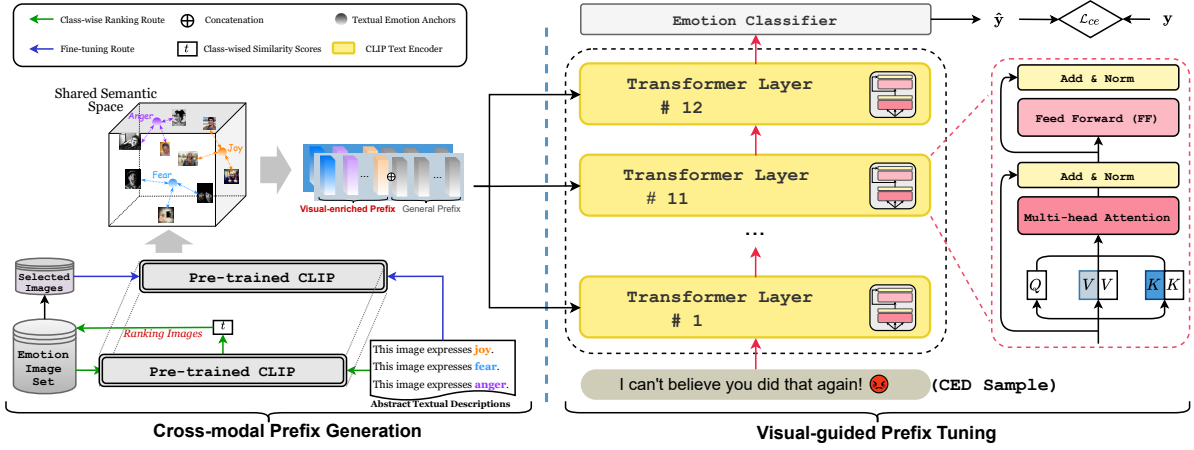 Class-wise Ranking Route
Concatenation
Textual Emotion Anchors
Fine-tuning Route
t
Class-wised Similarity Scores
CLIP Text Encoder
Shared Semantic
Space
Anger
Joy
Fear
...
...
Visual-enriched Prefix
General Prefix
Selected
Images
Pre-trained CLIP
Ranking Images
t
Emotion
Image
Set
Pre-trained CLIP
This image expresses joy.
This image expresses fear.
This image expresses anger.
Abstract Textual Descriptions
Cross-modal Prefix Generation
Emotion Classifier
ŷ
ℒce
y
Transformer Layer
# 12
Transformer Layer
# 11
...
Transformer Layer
# 1
I can't believe you did that again! 😡
(CED Sample)
Add & Norm
Feed Forward (FF)
Add & Norm
Multi-head Attention
Q
V V
K K
Visual-guided Prefix Tuning